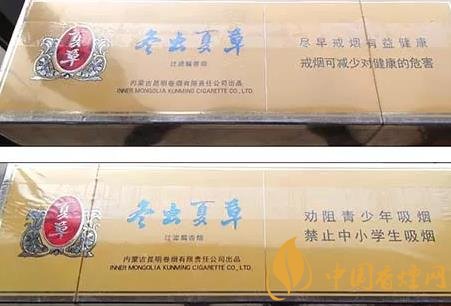 夏草
冬虫夏草
过滤嘴香烟
内蒙古昆明卷烟有限责任公司出品
INNER MONGOLIA KUNMING CIGARETTE CO., LTD.
尽早戒烟有益健康
戒烟可减少对健康的危害
夏草
冬虫夏草
过滤嘴香烟
内蒙古昆明卷烟有限责任公司出品
INNER MONGOLIA KUNMING CIGARETTE CO., LTD.
劝阻青少年吸烟
禁止中小学生吸烟
中国香烟网